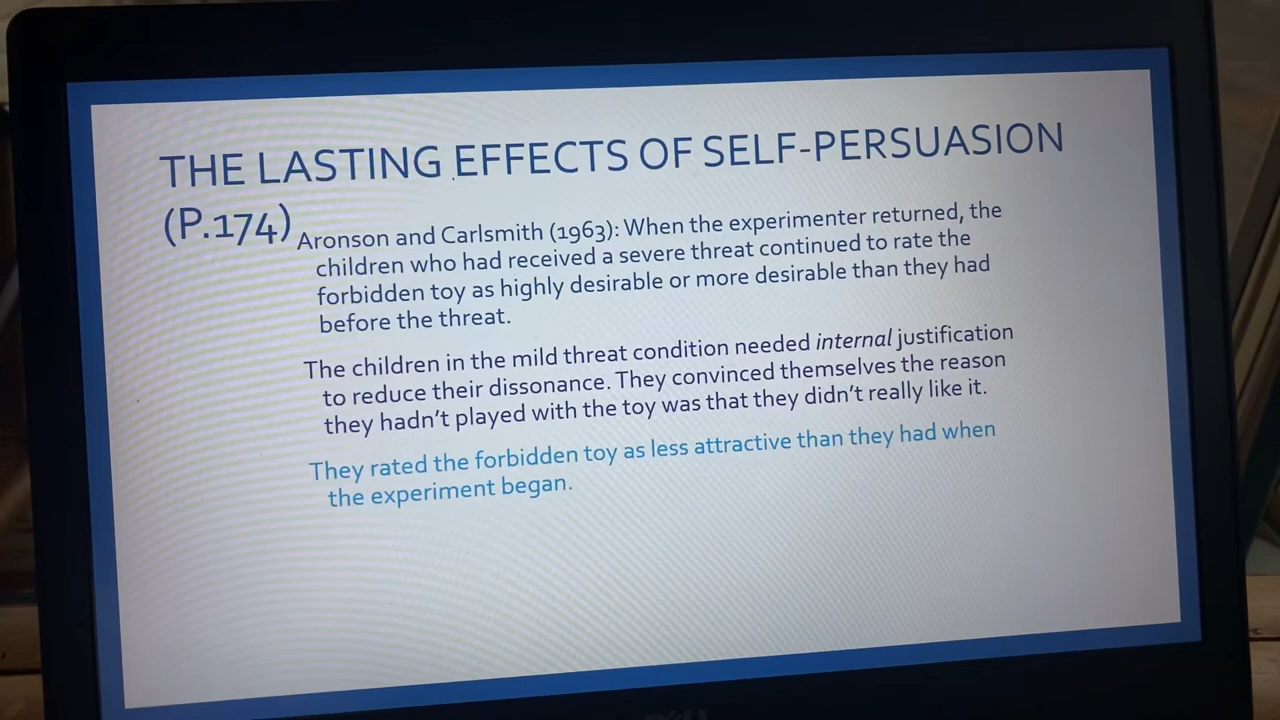 THE LASTING EFFECTS OF SELF-PERSUASION
(P.174)
Aronson and Carlsmith (1963): When the experimenter returned, the
children who had received a severe threat continued to rate the
forbidden toy as highly desirable or more desirable than they had
before the threat.
The children in the mild threat condition needed internal justification
to reduce their dissonance. They convinced themselves the reason
they hadn't played with the toy was that they didn't really like it.
They rated the forbidden toy as less attractive than they had when
the experiment began.